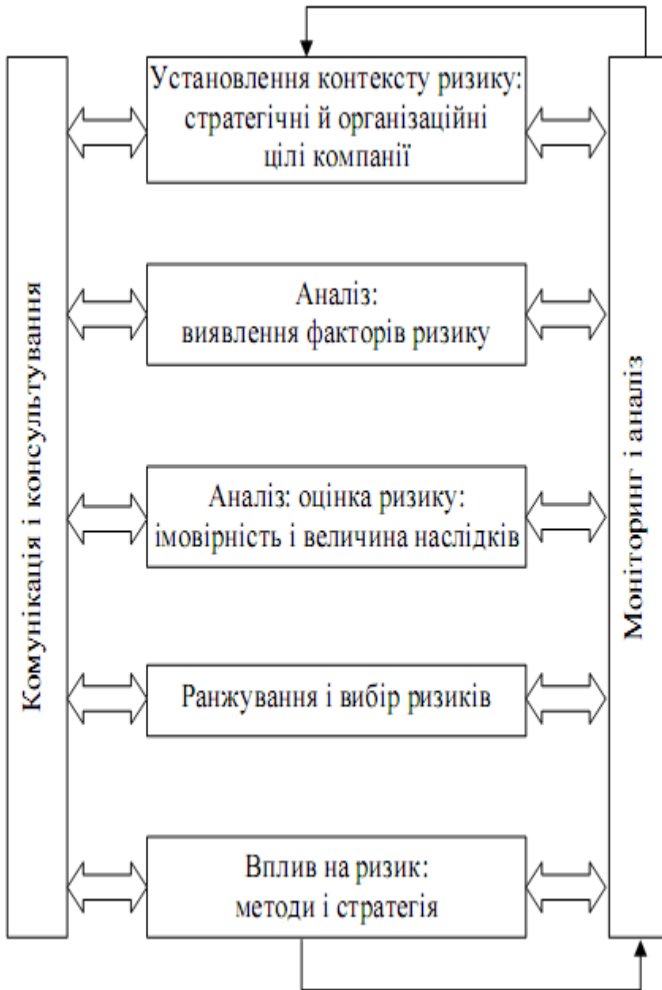 Комунікація і консультування
Установлення контексту ризику:
стратегічні й організаційні
цілі компанії
Аналіз:
виявлення факторів ризику
Аналіз: оцінка ризику:
імовірність і величина наслідків
Ранжування і вибір ризиків
Вплив на ризик:
методи і стратегія
Моніторинг і аналіз